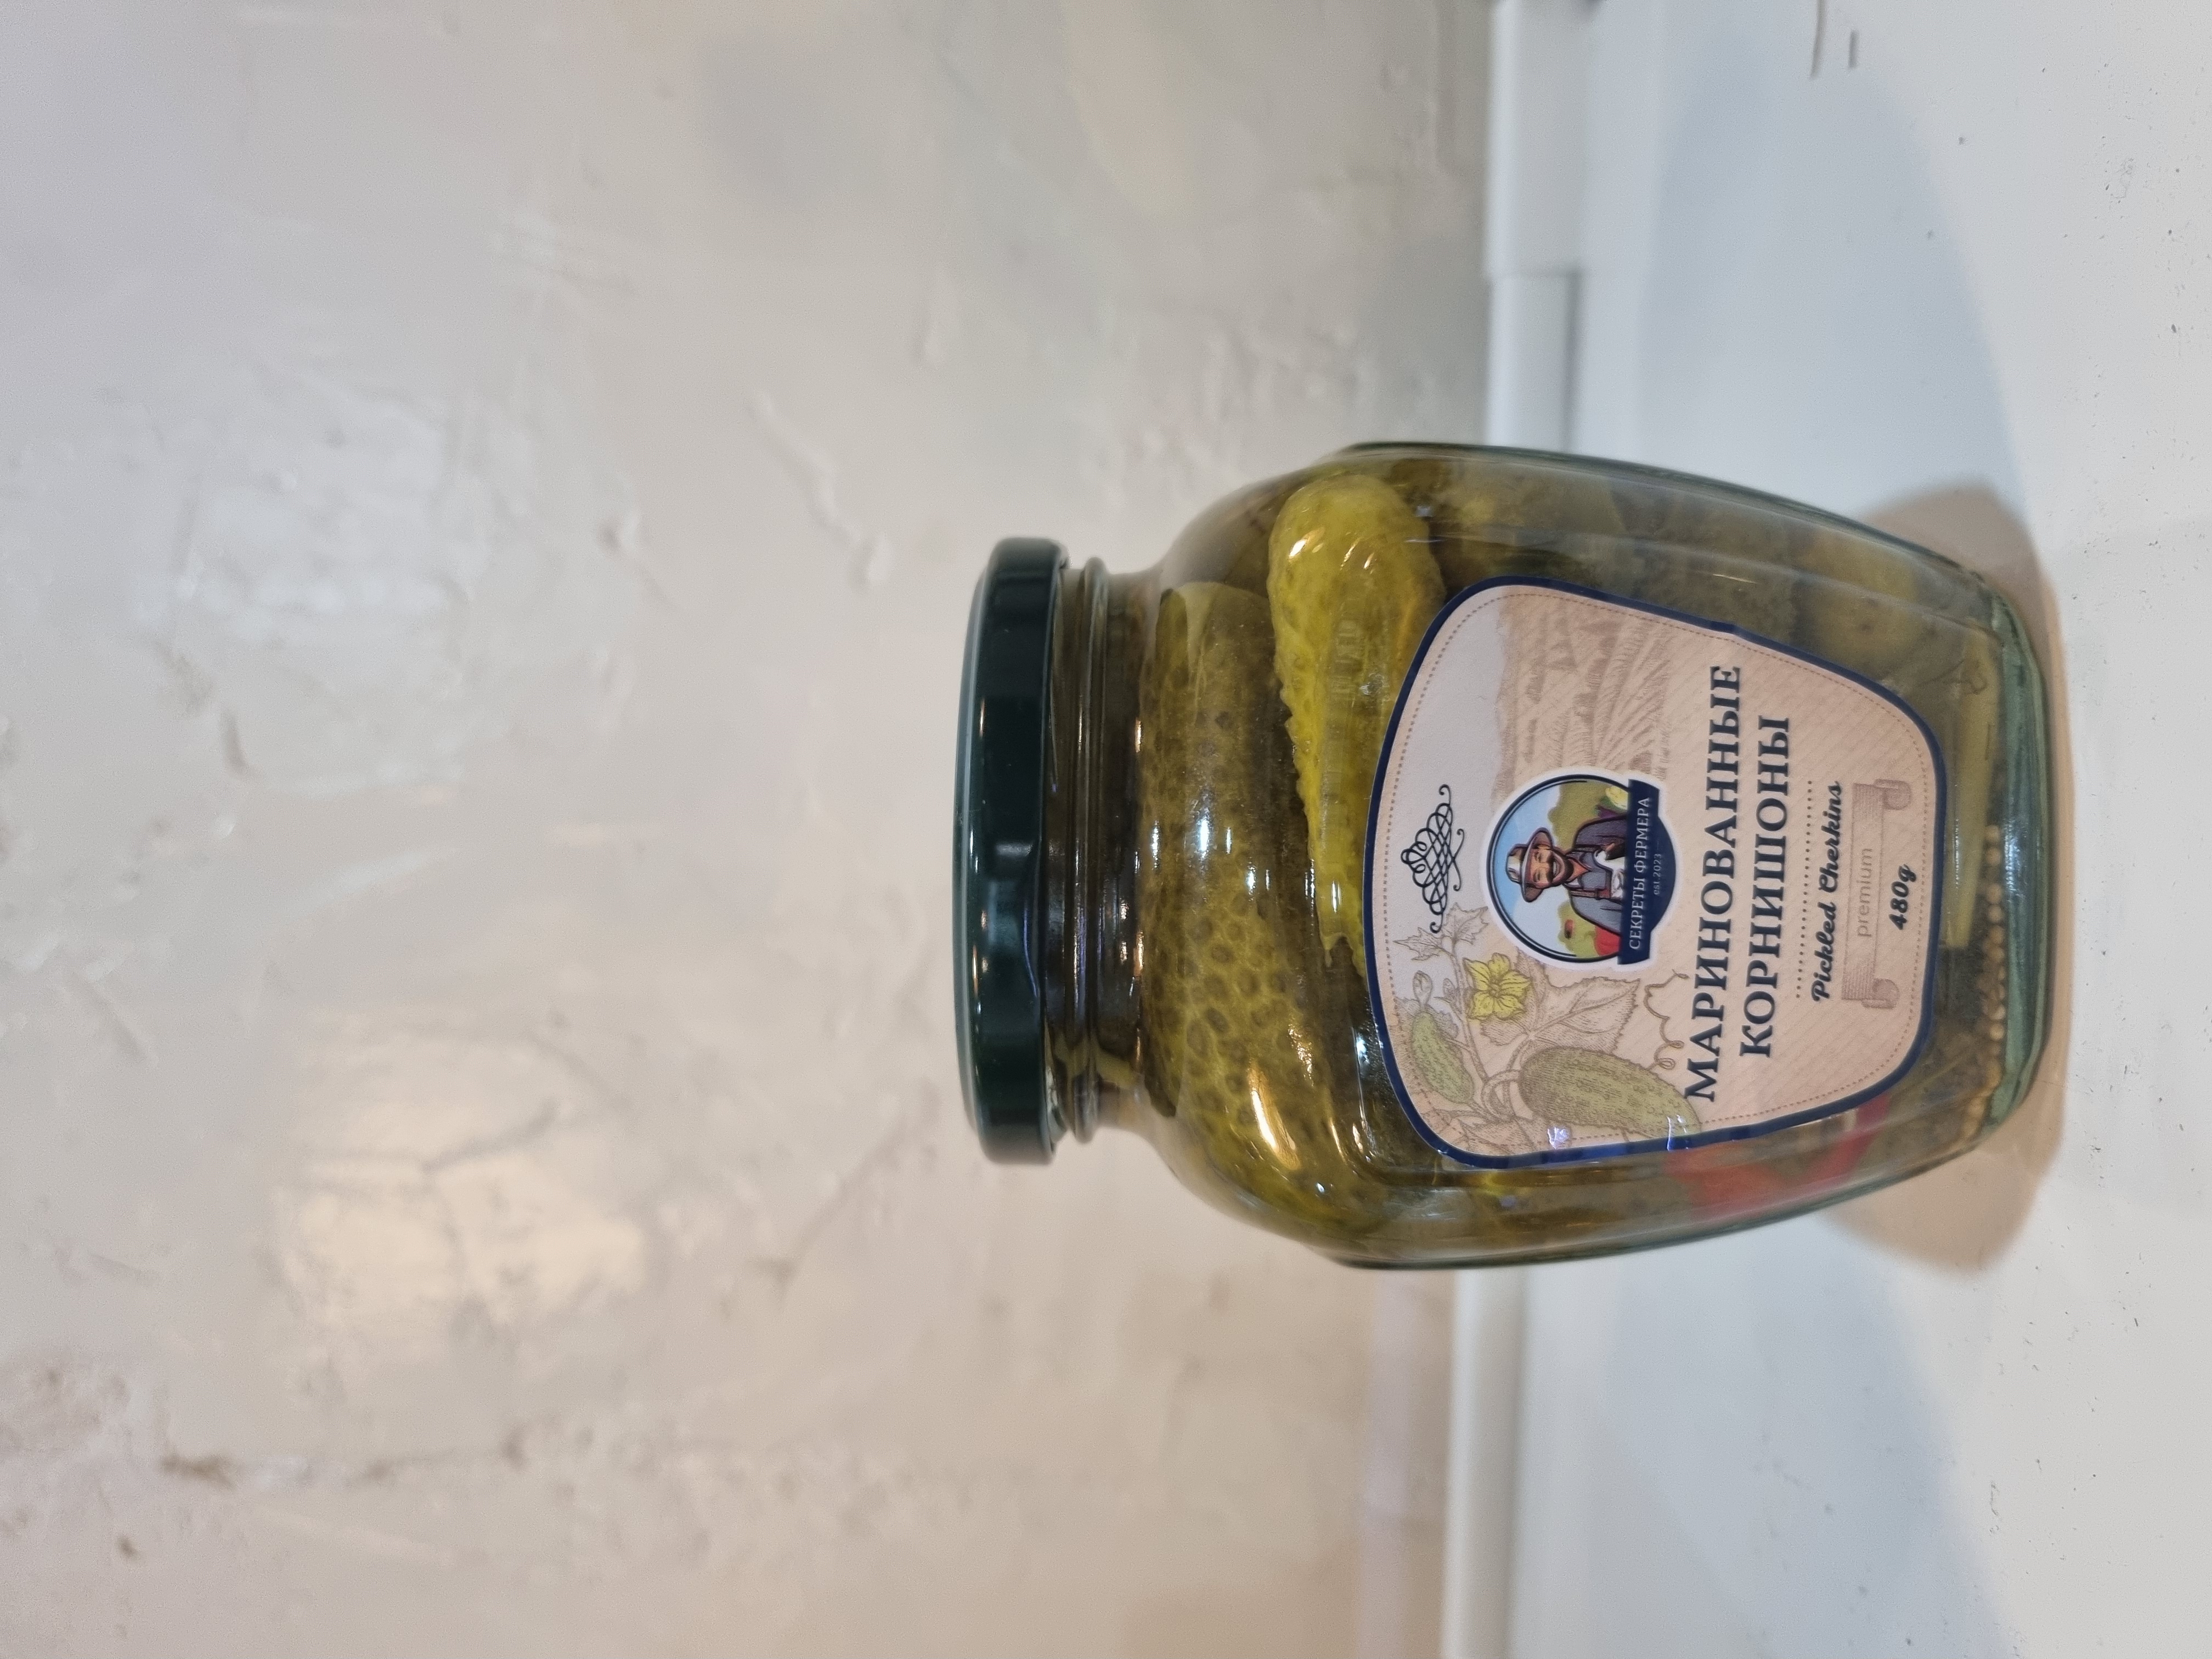 СЕКРЕТЫ ФЕРМЕРА
est.2023
МАРИНОВАННЫЕ
КОРНИШОНЫ
Pickled Cherkins
premium
480g